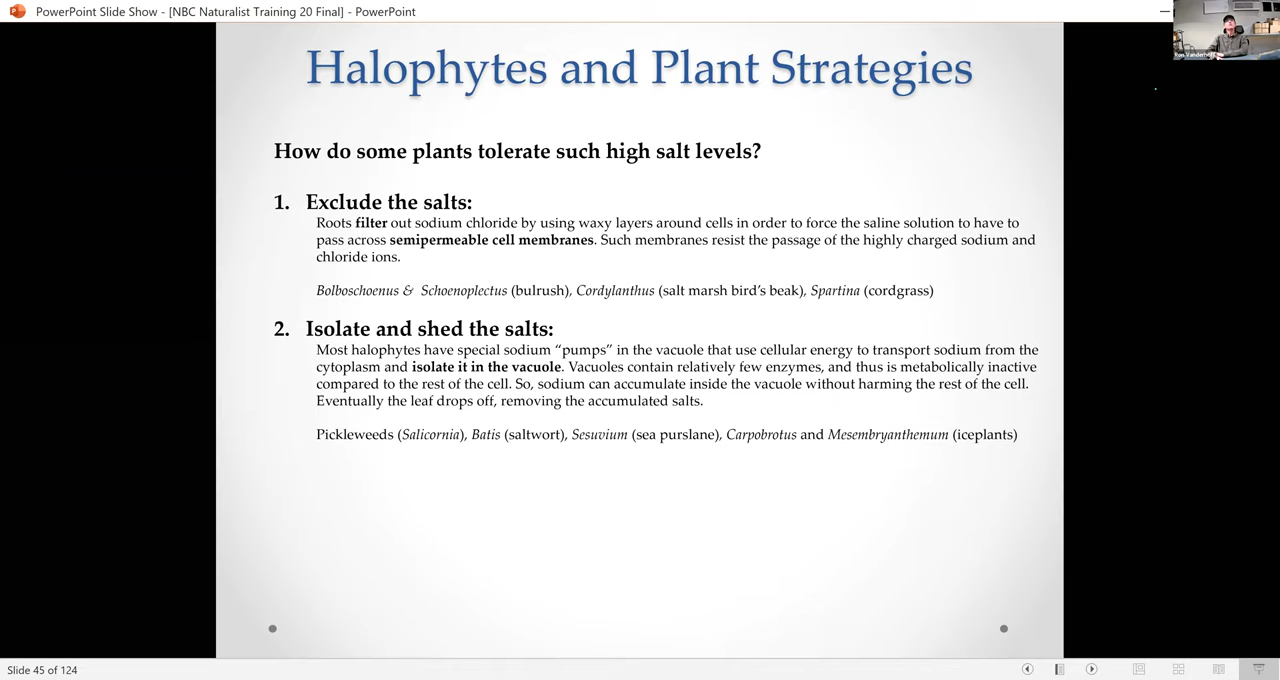 PowerPoint Slide Show - [NBC Naturalist Training 20 Final] - PowerPoint
Halophytes and Plant Strategies
How do some plants tolerate such high salt levels?
1. Exclude the salts:
Roots filter out sodium chloride by using waxy layers around cells in order to force the saline solution to have to
pass across semipermeable cell membranes. Such membranes resist the passage of the highly charged sodium and
chloride ions.
Bolboschoenus & Schoenoplectus (bulrush), Cordylanthus (salt marsh bird's beak), Spartina (cordgrass)
2. Isolate and shed the salts:
Most halophytes have special sodium “pumps” in the vacuole that use cellular energy to transport sodium from the
cytoplasm and isolate it in the vacuole. Vacuoles contain relatively few enzymes, and thus is metabolically inactive
compared to the rest of the cell. So, sodium can accumulate inside the vacuole without harming the rest of the cell.
Eventually the leaf drops off, removing the accumulated salts.
Pickleweeds (Salicornia), Batis (saltwort), Sesuvium (sea purslane), Carpobrotus and Mesembryanthemum (iceplants)
Slide 45 of 124